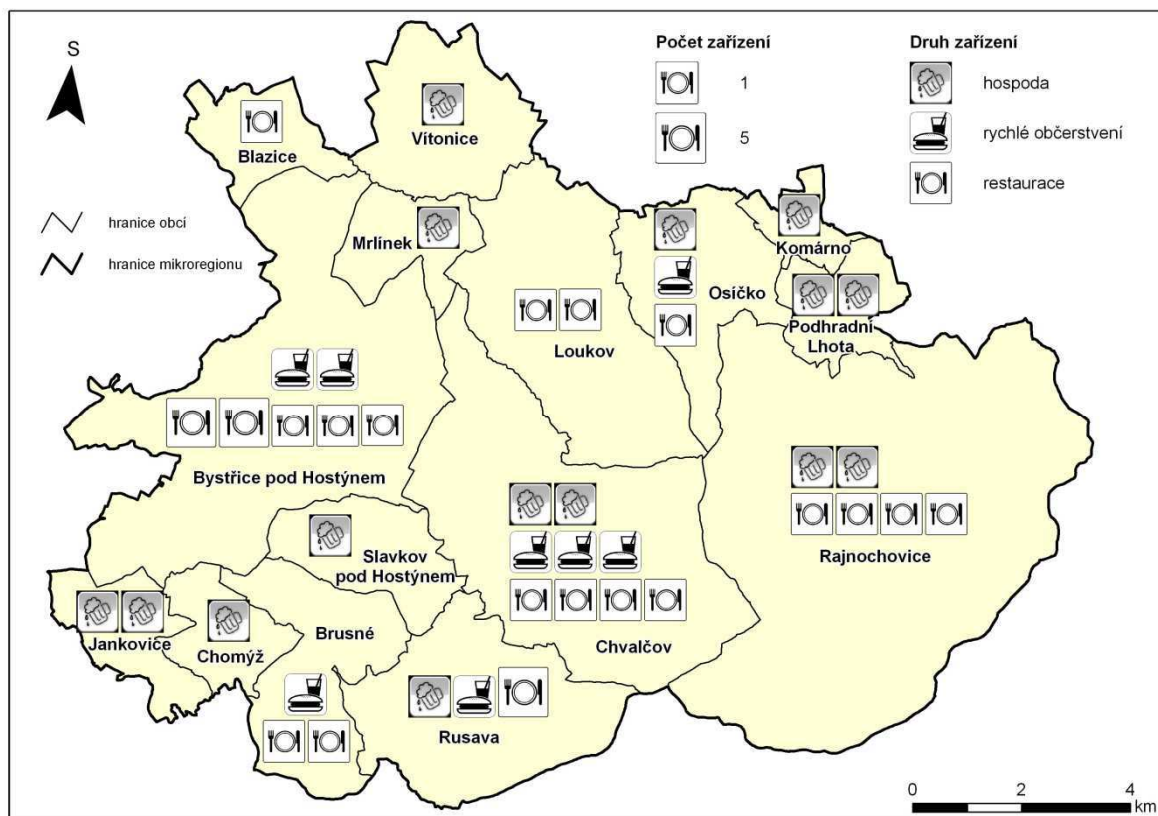 S
Počet zařízení
1
5
Druh zařízení
hospoda
rychlé občerstvení
restaurace
hranice obcí
hranice mikroregionu
Blazice
Vítonice
Mrlínek
Komárno
Osíčko
Podhradní
Lhota
Loukov
Bystřice pod Hostýnem
Rajnochovice
Slavkov
pod Hostýnem
Brusné
Jankovice
Chomýž
Chvalčov
Rusava
0 2 4
km